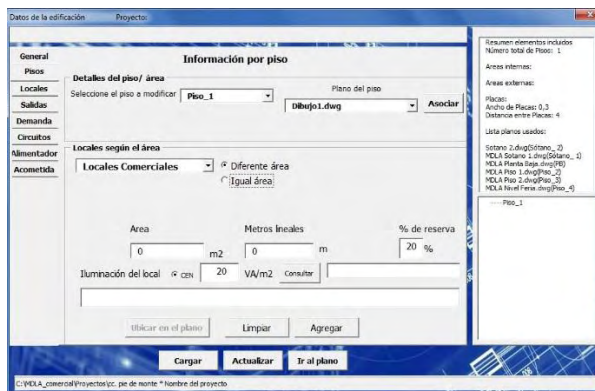 Datos de la edificación Proyecto:
General
Pisos
Locales
Salidas
Demanda
Circuitos
Alimentador
Acometida
Información por piso
Detalles del piso/ área
Seleccione el piso a modificar Piso_1
Plano del piso
Dibujo1.dwg Asociar
Locales según el área
Locales Comerciales Diferente área
Igual área
Area Metros lineales % de reserva
0 m2 0 m 20 %
Iluminación del local CEN 20 VA/m2 Consultar
Ubicar en el plano Limpiar Agregar
Cargar Actualizar Ir al plano
Resumen elementos incluidos
Número total de Pisos: 1
Areas internas:
Areas externas:
Placas:
Ancho de Placas: 0,3
Distancia entre Placas: 4
Lista planos usados:
Sotano 2.dwg(Sótano_ 2)
MDLA Sotano 1.dwg(Sotano_ 1)
MDLA Planta Baja.dwg(PB)
MDLA Piso 1.dwg(Piso_2)
MDLA Piso 2.dwg(Piso_3)
MDLA Nivel Feria.dwg(Piso_4)
Piso_1
C:\MDLA_comercial\Proyectos\cc. pie de monte * Nombre del proyecto